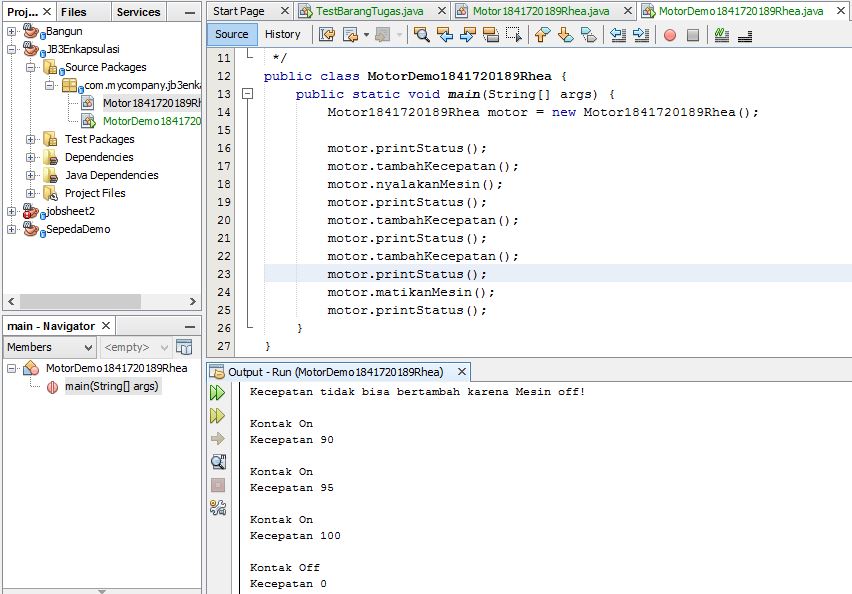 Proj...
Files
Services
Bangun
JB3Enkapsulasi
Source Packages
com.mycompany.jb3enka
Motor1841720189Rh
MotorDemo1841720
Test Packages
Dependencies
Java Dependencies
Project Files
jobsheet2
SepedaDemo
main - Navigator
Members
<empty>
MotorDemo1841720189Rhea
main(String[] args)
Start Page
TestBarangTugas.java
Motor1841720189Rhea.java
MotorDemo1841720189Rhea.java
Source
History
11 */
12 public class MotorDemo1841720189Rhea {
13 public static void main(String[] args) {
14 Motor1841720189Rhea motor = new Motor1841720189Rhea();
15
16 motor.printStatus();
17 motor.tambahKecepatan();
18 motor.nyalakanMesin();
19 motor.printStatus();
20 motor.tambahKecepatan();
21 motor.printStatus();
22 motor.tambahKecepatan();
23 motor.printStatus();
24 motor.matikanMesin();
25 motor.printStatus();
26 }
27 }
Output - Run (MotorDemo1841720189Rhea)
Kecepatan tidak bisa bertambah karena Mesin off!
Kontak On
Kecepatan 90
Kontak On
Kecepatan 95
Kontak On
Kecepatan 100
Kontak Off
Kecepatan 0